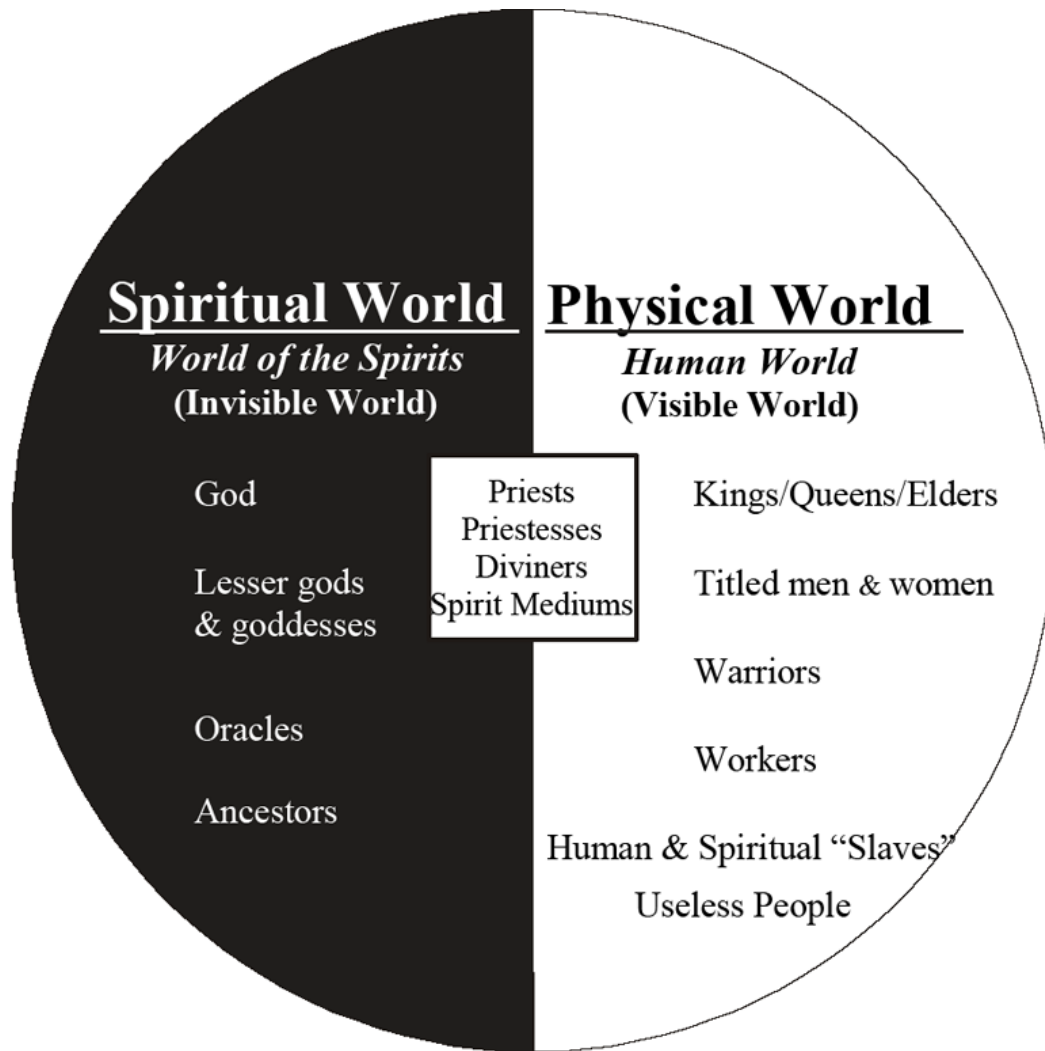 Spiritual World
World of the Spirits
(Invisible World)
God
Lesser gods
& goddesses
Oracles
Ancestors
Priests
Priestesses
Diviners
Spirit Mediums
Physical World
Human World
(Visible World)
Kings/Queens/Elders
Titled men & women
Warriors
Workers
Human & Spiritual “Slaves”
Useless People